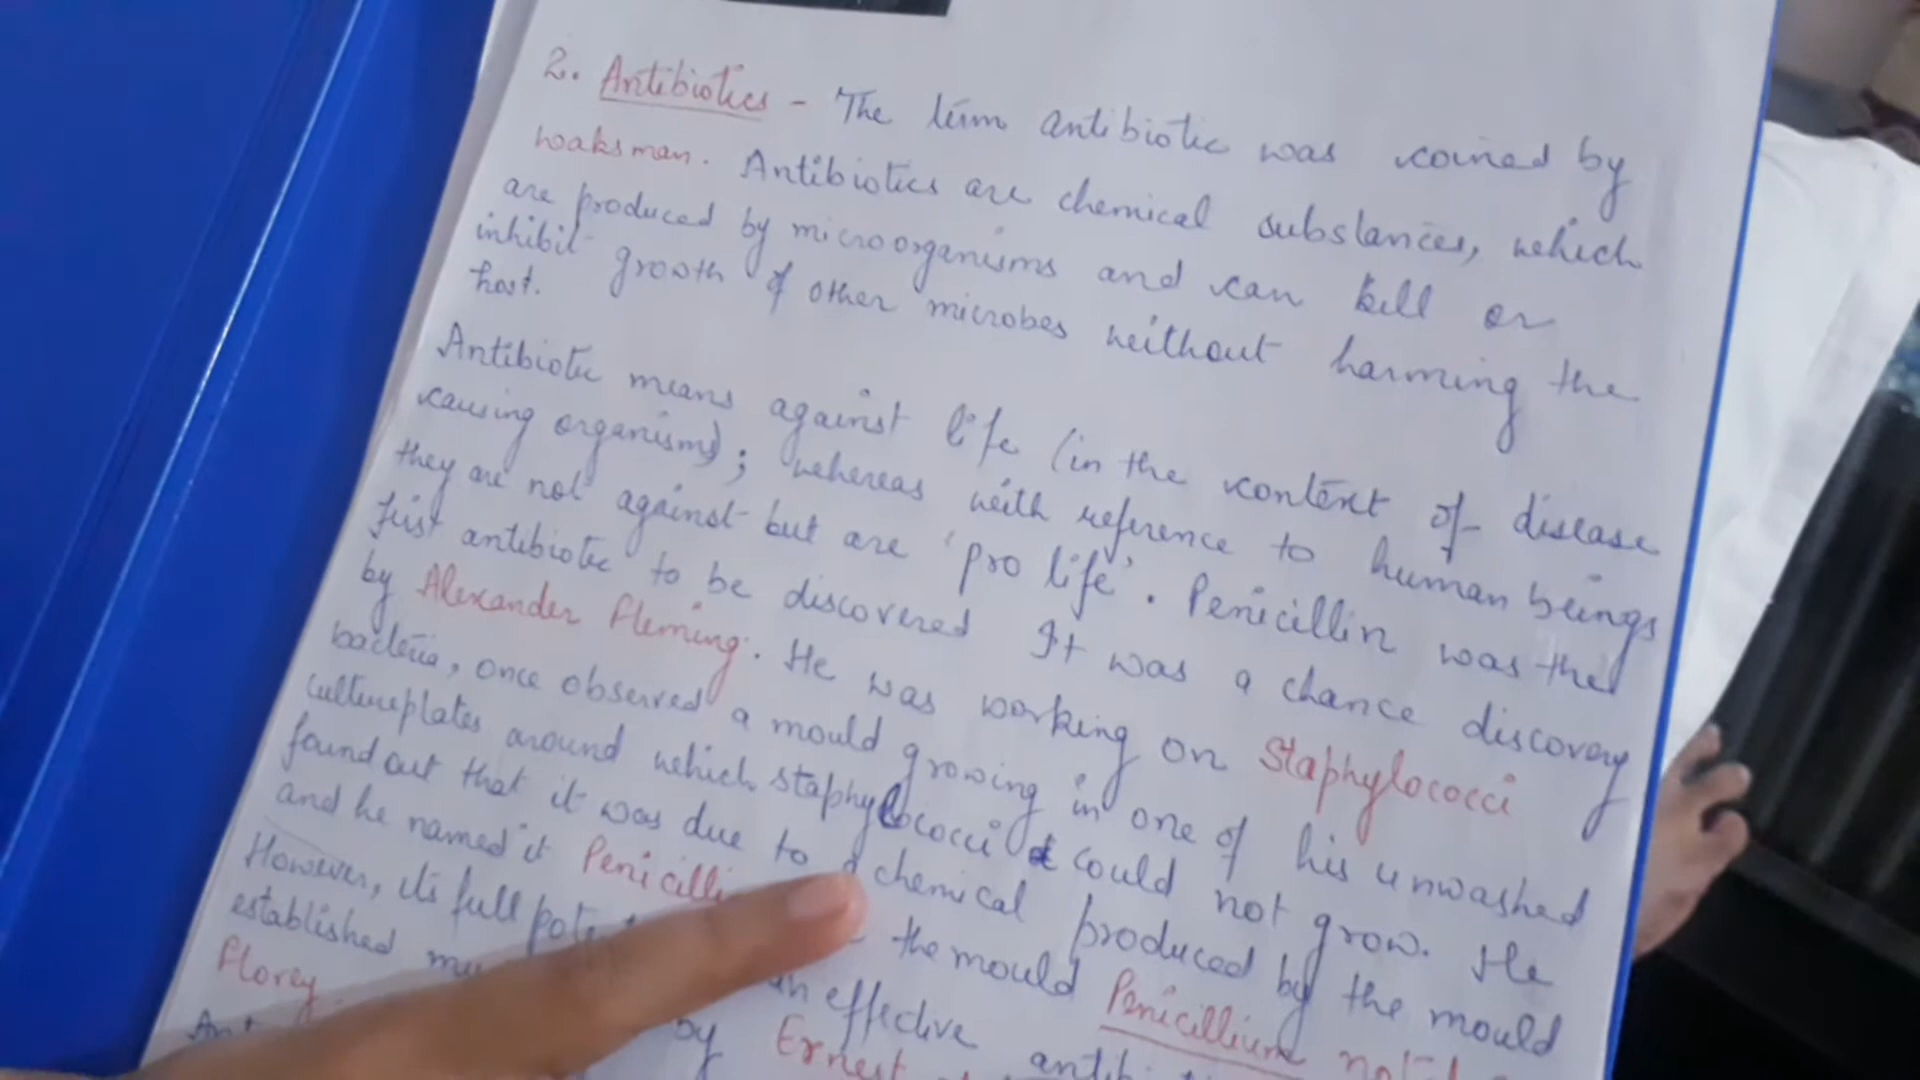 2. Antibiotics - The term antibiotic was coined by
Waksman. Antibiotics are chemical substances, which
are produced by microorganisms and can kill or
inhibit growth of other microbes without harming the
host.
Antibiotic means against life (in the context of disease
causing organisms); whereas with reference to human beings
they are not against but are 'pro life'. Penicillin was the
first antibiotic to be discovered It was a chance discovery
by Alexander Fleming. He was working on Staphylococci
bacteria, once observed a mould growing in one of his unwashed
cultureplates around which staphylococci could not grow. He
found out that it was due to a chemical produced by the mould
and he named it the mould Penicillium
However, its full an effective
established by Ernest
Florey